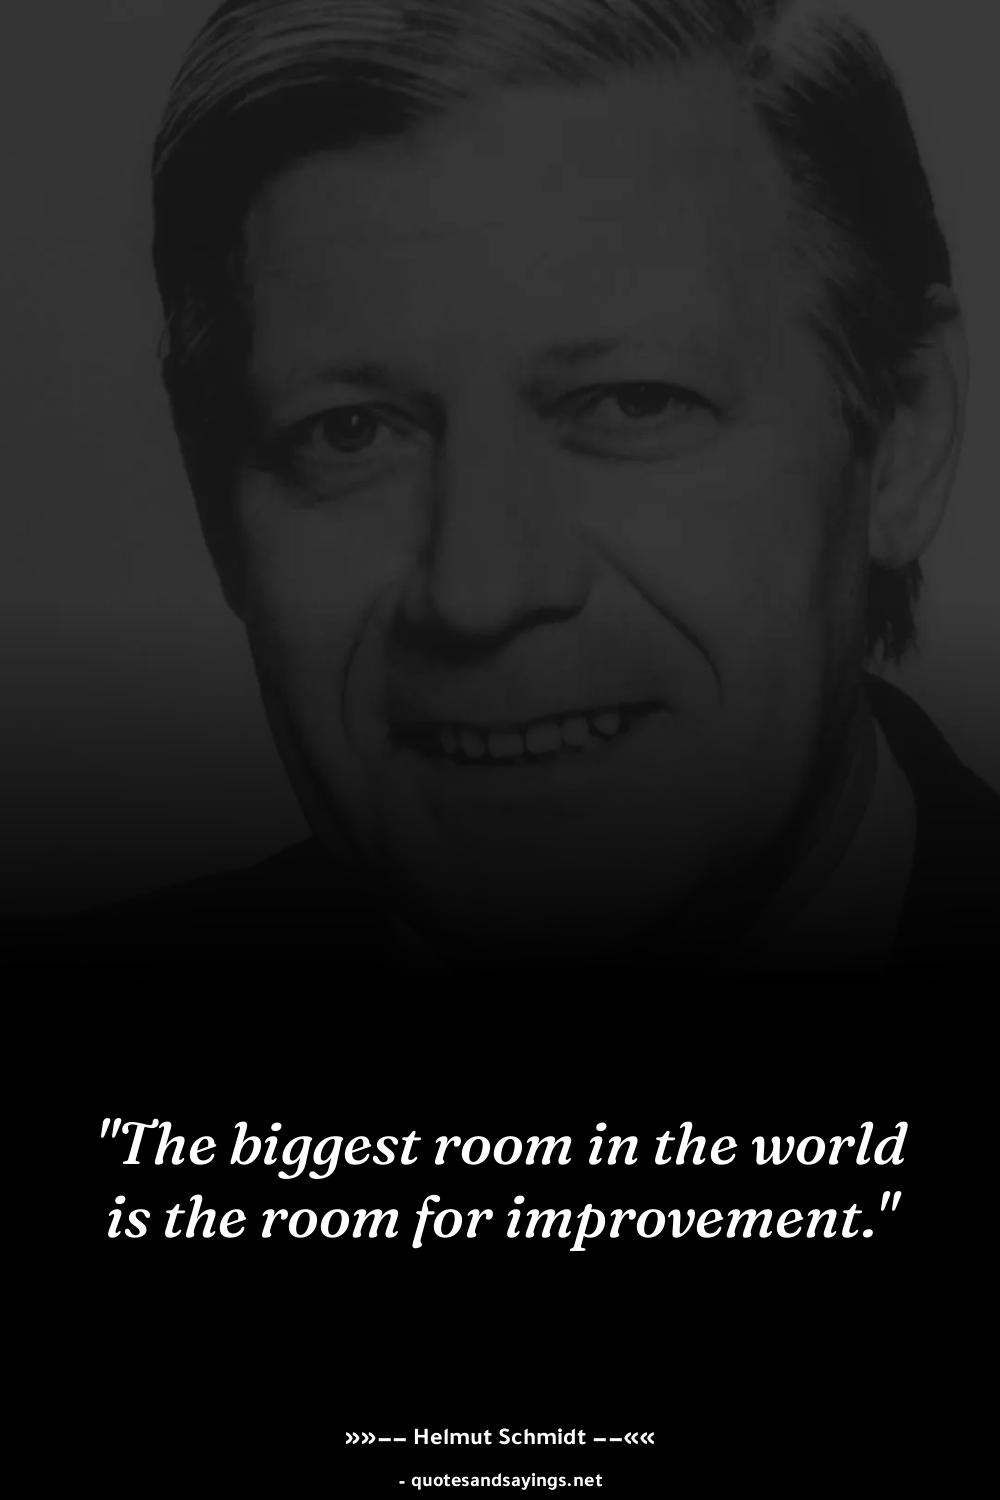 "The biggest room in the world
is the room for improvement."
»»−− Helmut Schmidt −−««
- quotesandsayings.net